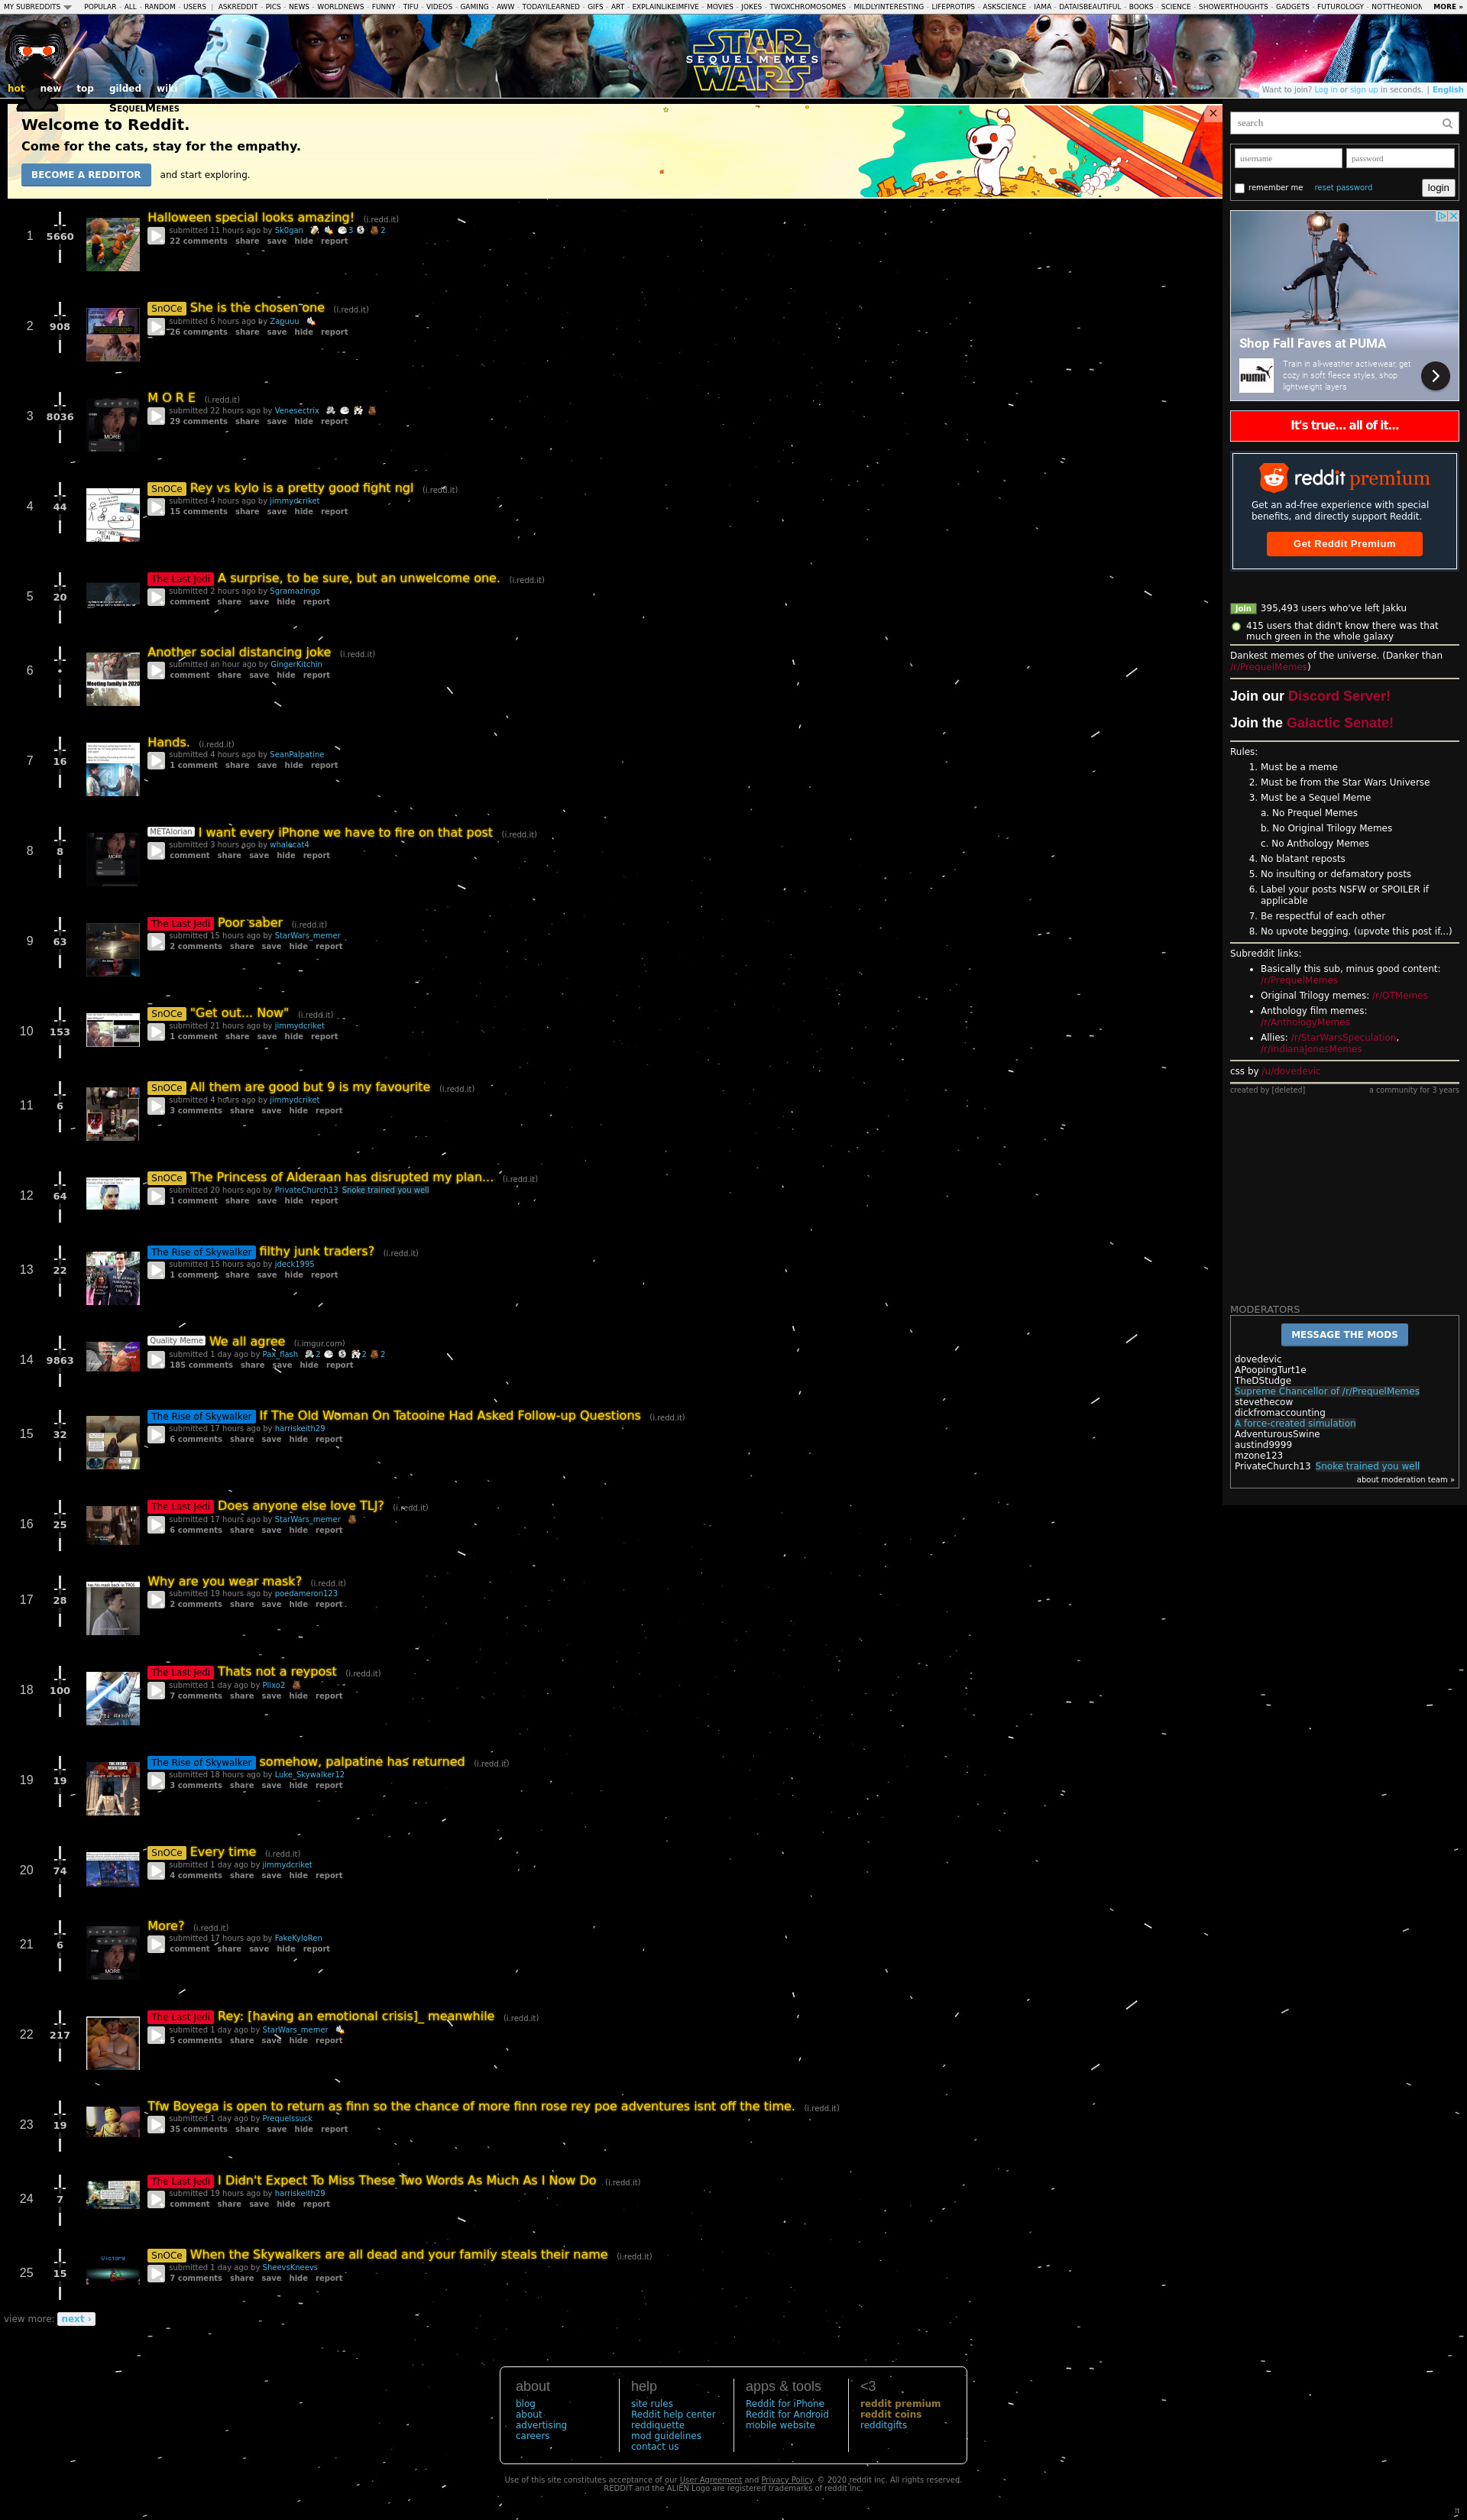 MY SUBREDDITS POPULAR - ALL - RANDOM - USERS | ASKREDDIT - PICS - NEWS - WORLDNEWS - FUNNY - TIFU - VIDEOS - GAMING - AWW - TODAYILEARNED - GIFS - ART - EXPLAINLIKEIMFIVE - MOVIES - JOKES - TWOXCHROMOSOMES - MILDLYINTERESTING - LIFEPROTIPS - ASKSCIENCE - IAMA - DATAISBEAUTIFUL - BOOKS - SCIENCE - SHOWERTHOUGHTS - GADGETS - FUTUROLOGY - NOTTHEONION MORE »
STAR
SEQUEL MEMES
WARS
hot new top gilded wiki
Want to join? Log in or sign up in seconds. | English
SEQUELMEMES
Welcome to Reddit.
Come for the cats, stay for the empathy.
BECOME A REDDITOR and start exploring.
1 5660 Halloween special looks amazing! (i.redd.it)
submitted 11 hours ago by Sk0gan 3 2
22 comments share save hide report
2 908 SnOCe She is the chosen one (i.redd.it)
submitted 6 hours ago by Zapuuu
26 comments share save hide report
3 8036 M O R E (i.redd.it)
submitted 22 hours ago by Venesectrix
29 comments share save hide report
4 44 SnOCe Rey vs kylo is a pretty good fight ngl (i.redd.it)
submitted 4 hours ago by jimmydcriket
15 comments share save hide report
5 20 The Last Jedi A surprise, to be sure, but an unwelcome one. (i.redd.it)
submitted 2 hours ago by Sgramazingo
comment share save hide report
6 • Another social distancing joke (i.redd.it)
submitted an hour ago by GingerKitchin
comment share save hide report
Meeting family in 2020
7 16 Hands. (i.redd.it)
submitted 4 hours ago by SeanPalpatine
1 comment share save hide report
8 8 METAlorian I want every iPhone we have to fire on that post (i.redd.it)
submitted 3 hours ago by whalecat4
comment share save hide report
9 63 The Last Jedi Poor saber (i.redd.it)
submitted 15 hours ago by StarWars_memer
2 comments share save hide report
10 153 SnOCe "Get out... Now" (i.redd.it)
submitted 21 hours ago by jimmydcriket
1 comment share save hide report
11 6 SnOCe All them are good but 9 is my favourite (i.redd.it)
submitted 4 hours ago by jimmydcriket
3 comments share save hide report
12 64 SnOCe The Princess of Alderaan has disrupted my plan... (i.redd.it)
submitted 20 hours ago by PrivateChurch13 Snoke trained you well
1 comment share save hide report
13 22 The Rise of Skywalker filthy junk traders? (i.redd.it)
submitted 15 hours ago by jdeck1995
1 comment share save hide report
14 9863 Quality Meme We all agree (i.imgur.com)
submitted 1 day ago by Pax_flash 2 2 2
185 comments share save hide report
15 32 The Rise of Skywalker If The Old Woman On Tatooine Had Asked Follow-up Questions (i.redd.it)
submitted 17 hours ago by harriskeith29
6 comments share save hide report
16 25 The Last Jedi Does anyone else love TLJ? (i.redd.it)
submitted 17 hours ago by StarWars_memer
6 comments share save hide report
17 28 Why are you wear mask? (i.redd.it)
submitted 19 hours ago by poedameron123
2 comments share save hide report
18 100 The Last Jedi Thats not a reypost (i.redd.it)
submitted 1 day ago by Plixo2
7 comments share save hide report
19 19 The Rise of Skywalker somehow, palpatine has returned (i.redd.it)
submitted 18 hours ago by Luke_Skywalker12
3 comments share save hide report
20 74 SnOCe Every time (i.redd.it)
submitted 1 day ago by jimmydcriket
4 comments share save hide report
21 6 More? (i.redd.it)
submitted 17 hours ago by FakeKyloRen
comment share save hide report
MORE
22 217 The Last Jedi Rey: [having an emotional crisis]_ meanwhile (i.redd.it)
submitted 1 day ago by StarWars_memer
5 comments share save hide report
23 19 Tfw Boyega is open to return as finn so the chance of more finn rose rey poe adventures isnt off the time. (i.redd.it)
submitted 1 day ago by Prequelssuck
35 comments share save hide report
24 7 The Last Jedi I Didn't Expect To Miss These Two Words As Much As I Now Do (i.redd.it)
submitted 19 hours ago by harriskeith29
comment share save hide report
25 15 SnOCe When the Skywalkers are all dead and your family steals their name (i.redd.it)
submitted 1 day ago by SheevsKneevs
7 comments share save hide report
Victory
view more: next ›
search
username password
remember me reset password login
Shop Fall Faves at PUMA
PUMA
Train in all-weather activewear, get
cozy in soft fleece styles, shop
lightweight layers
It's true... all of it...
reddit premium
Get an ad-free experience with special
benefits, and directly support Reddit.
Get Reddit Premium
join 395,493 users who've left Jakku
415 users that didn't know there was that
much green in the whole galaxy
Dankest memes of the universe. (Danker than
/r/PrequelMemes)
Join our Discord Server!
Join the Galactic Senate!
Rules:
1. Must be a meme
2. Must be from the Star Wars Universe
3. Must be a Sequel Meme
a. No Prequel Memes
b. No Original Trilogy Memes
c. No Anthology Memes
4. No blatant reposts
5. No insulting or defamatory posts
6. Label your posts NSFW or SPOILER if
applicable
7. Be respectful of each other
8. No upvote begging. (upvote this post if...)
Subreddit links:
Basically this sub, minus good content:
/r/PrequelMemes
Original Trilogy memes: /r/OTMemes
Anthology film memes:
/r/AnthologyMemes
Allies: /r/StarWarsSpeculation,
/r/IndianaJonesMemes
css by /u/dovedevic
created by [deleted] a community for 3 years
MODERATORS
MESSAGE THE MODS
dovedevic
APoopingTurt1e
TheDStudge
Supreme Chancellor of /r/PrequelMemes
stevethecow
dickfromaccounting
A force-created simulation
AdventurousSwine
austind9999
mzone123
PrivateChurch13 Snoke trained you well
about moderation team »
about
blog
about
advertising
careers
help
site rules
Reddit help center
reddiquette
mod guidelines
contact us
apps & tools
Reddit for iPhone
Reddit for Android
mobile website
<3
reddit premium
reddit coins
redditgifts
Use of this site constitutes acceptance of our User Agreement and Privacy Policy. © 2020 reddit inc. All rights reserved.
REDDIT and the ALIEN Logo are registered trademarks of reddit inc.
π